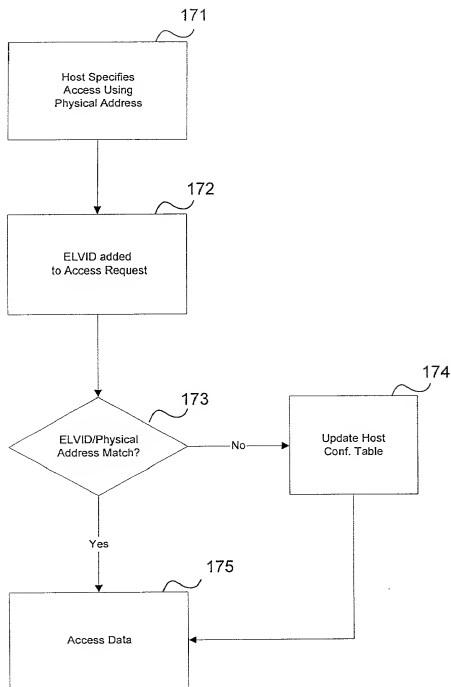 171
Host Specifies
Access Using
Physical Address
172
ELVID added
to Access Request
173
ELVID/Physical
Address Match?
No
174
Update Host
Conf. Table
Yes
175
Access Data